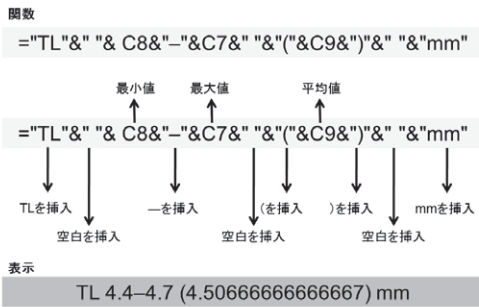 関数
="TL"&" "& C8&"–"&C7&" "&"("&C9&")"&" "&"mm"
最小値 最大値 平均値
="TL"&" "& C8&"–"&C7&" "&"("&C9&")"&" "&"mm"
TLを挿入 —を挿入 (を挿入 )を挿入 mmを挿入
空白を挿入 空白を挿入 空白を挿入
表示
TL 4.4–4.7 (4.50666666666667) mm